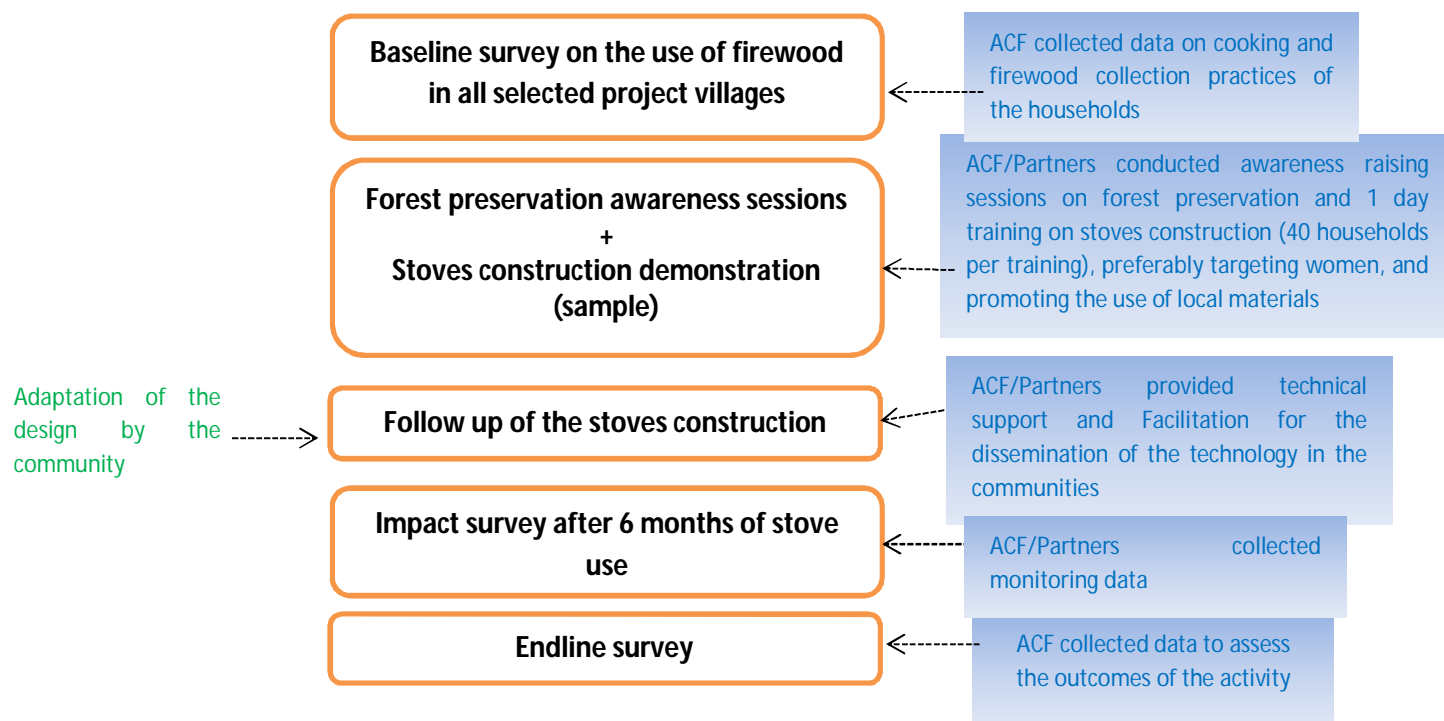 Baseline survey on the use of firewood
in all selected project villages
ACF collected data on cooking and
firewood collection practices of
the households
Forest preservation awareness sessions
+
Stoves construction demonstration
(sample)
ACF/Partners conducted awareness raising
sessions on forest preservation and 1 day
training on stoves construction (40 households
per training), preferably targeting women, and
promoting the use of local materials
Adaptation of the
design by the
community
Follow up of the stoves construction
ACF/Partners provided technical
support and Facilitation for the
dissemination of the technology in the
communities
Impact survey after 6 months of stove
use
ACF/Partners collected
monitoring data
Endline survey
ACF collected data to assess
the outcomes of the activity